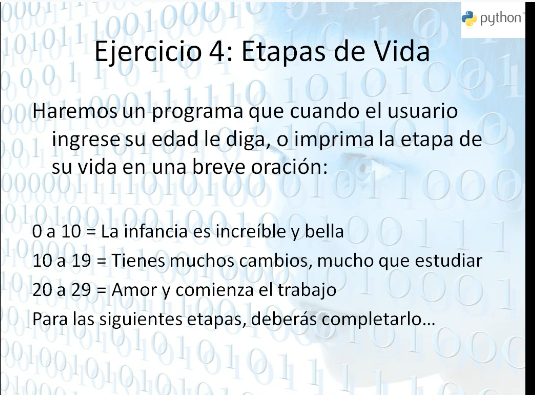 python
Ejercicio 4: Etapas de Vida
Haremos un programa que cuando el usuario
ingrese su edad le diga, o imprima la etapa de
su vida en una breve oración:
0 a 10 = La infancia es increíble y bella
10 a 19 = Tienes muchos cambios, mucho que estudiar
20 a 29 = Amor y comienza el trabajo
Para las siguientes etapas, deberás completarlo...